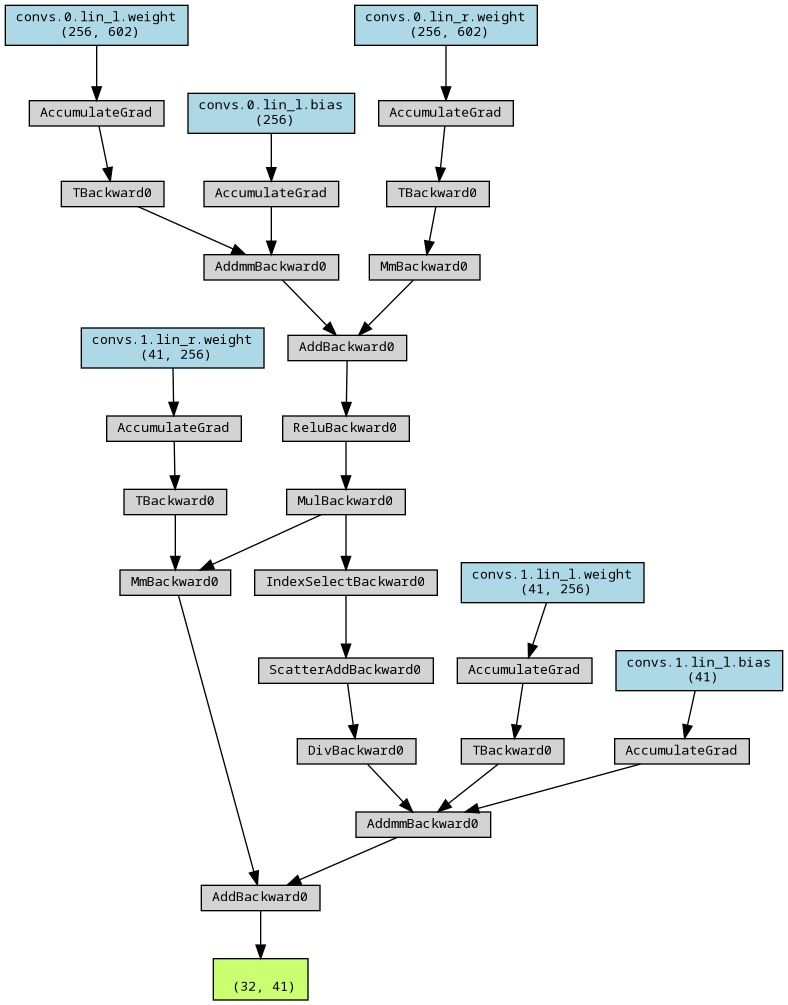 convs.0.lin_l.weight
(256, 602)
convs.0.lin_r.weight
(256, 602)
AccumulateGrad
convs.0.lin_l.bias
(256)
AccumulateGrad
TBackward0
AccumulateGrad
TBackward0
AddmmBackward0
MmBackward0
convs.1.lin_r.weight
(41, 256)
AddBackward0
AccumulateGrad
ReluBackward0
TBackward0
MulBackward0
MmBackward0
IndexSelectBackward0
convs.1.lin_l.weight
(41, 256)
ScatterAddBackward0
AccumulateGrad
convs.1.lin_l.bias
(41)
DivBackward0
TBackward0
AccumulateGrad
AddmmBackward0
AddBackward0
(32, 41)